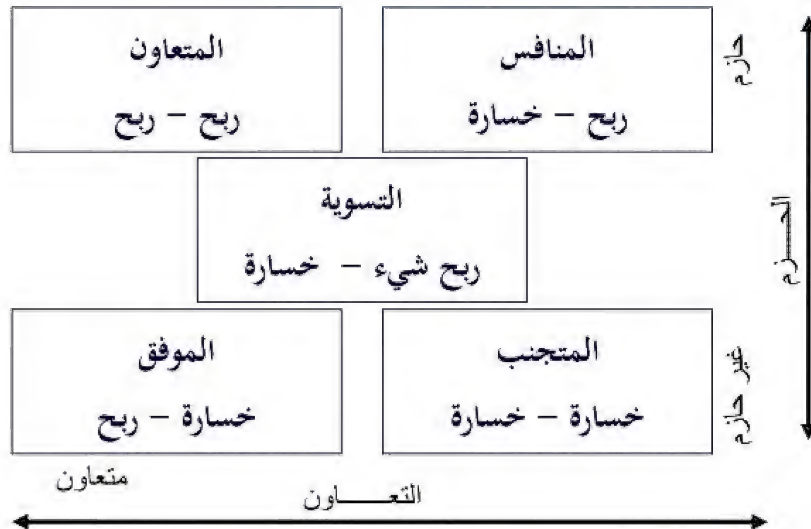 المنافس
ربح – خسارة
المتعاون
ربح – ربح
حازم
التسوية
ربح شيء – خسارة
الحـــزم
المتجنب
خسارة – خسارة
الموفق
خسارة – ربح
غير حازم
متعاون
التعـــــاون